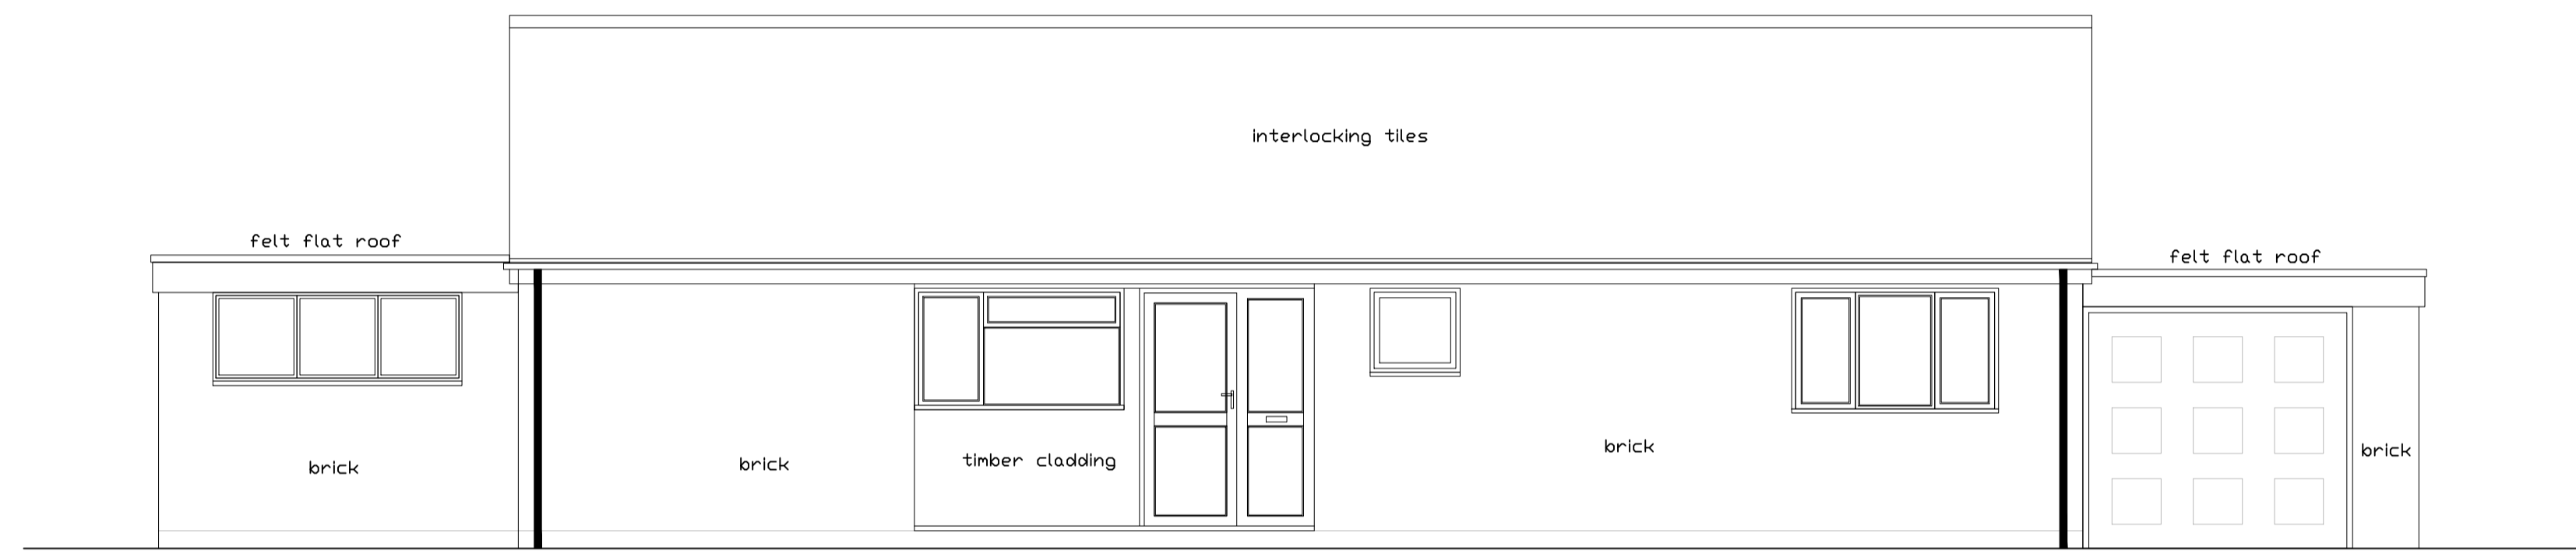 interlocking tiles
felt flat roof
felt flat roof
brick
brick
timber cladding
brick
brick